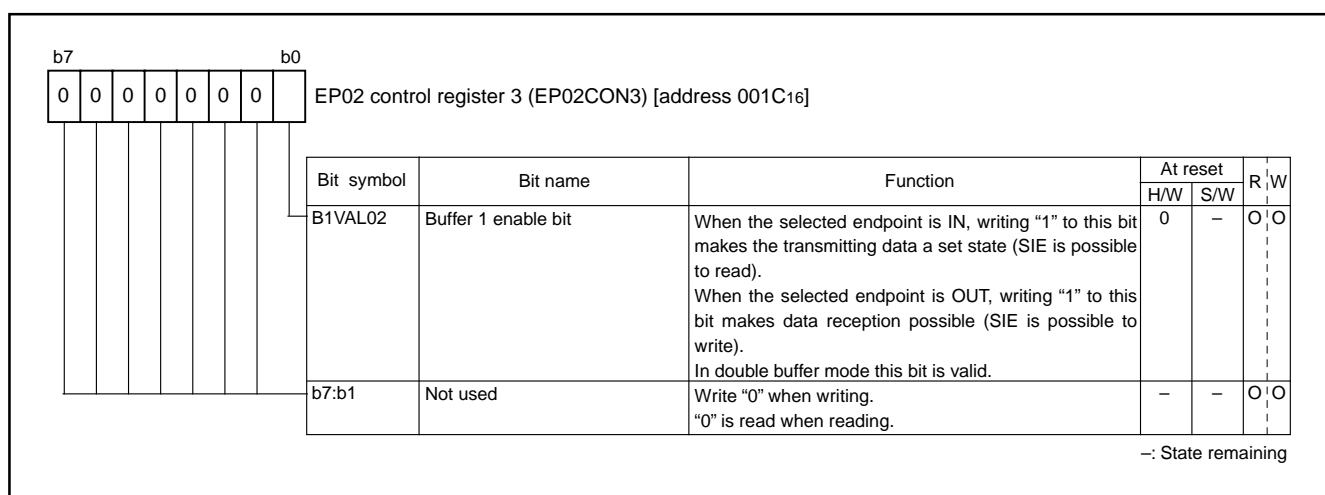 b7 b0
0 0 0 0 0 0 0 EP02 control register 3 (EP02CON3) [address 001C16]
Bit symbol Bit name Function At reset R W
H/W S/W
B1VAL02 Buffer 1 enable bit When the selected endpoint is IN, writing “1” to this bit 0 – O O
makes the transmitting data a set state (SIE is possible
to read).
When the selected endpoint is OUT, writing “1” to this
bit makes data reception possible (SIE is possible to
write).
In double buffer mode this bit is valid.
b7:b1 Not used Write “0” when writing. – – O O
“0” is read when reading.
–: State remaining